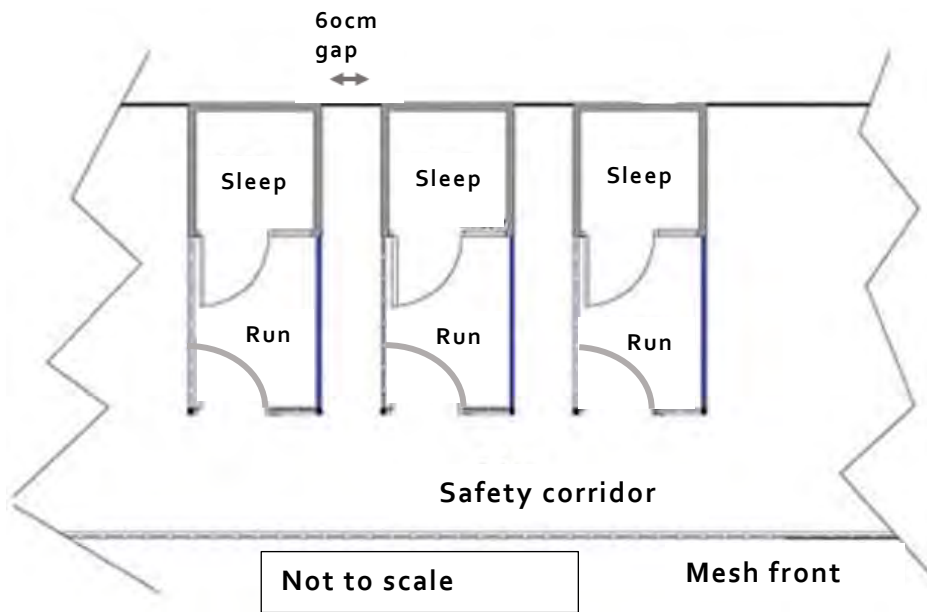 60cm
gap
Sleep
Sleep
Sleep
Run
Run
Run
Safety corridor
Not to scale
Mesh front